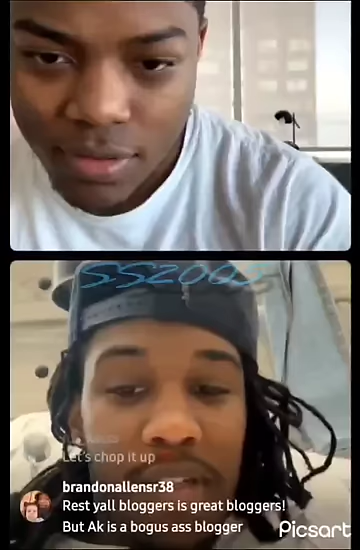 SS2003
Let's chop it up
brandonallensr38
Rest yall bloggers is great bloggers!
But Ak is a bogus ass blogger
Picsart